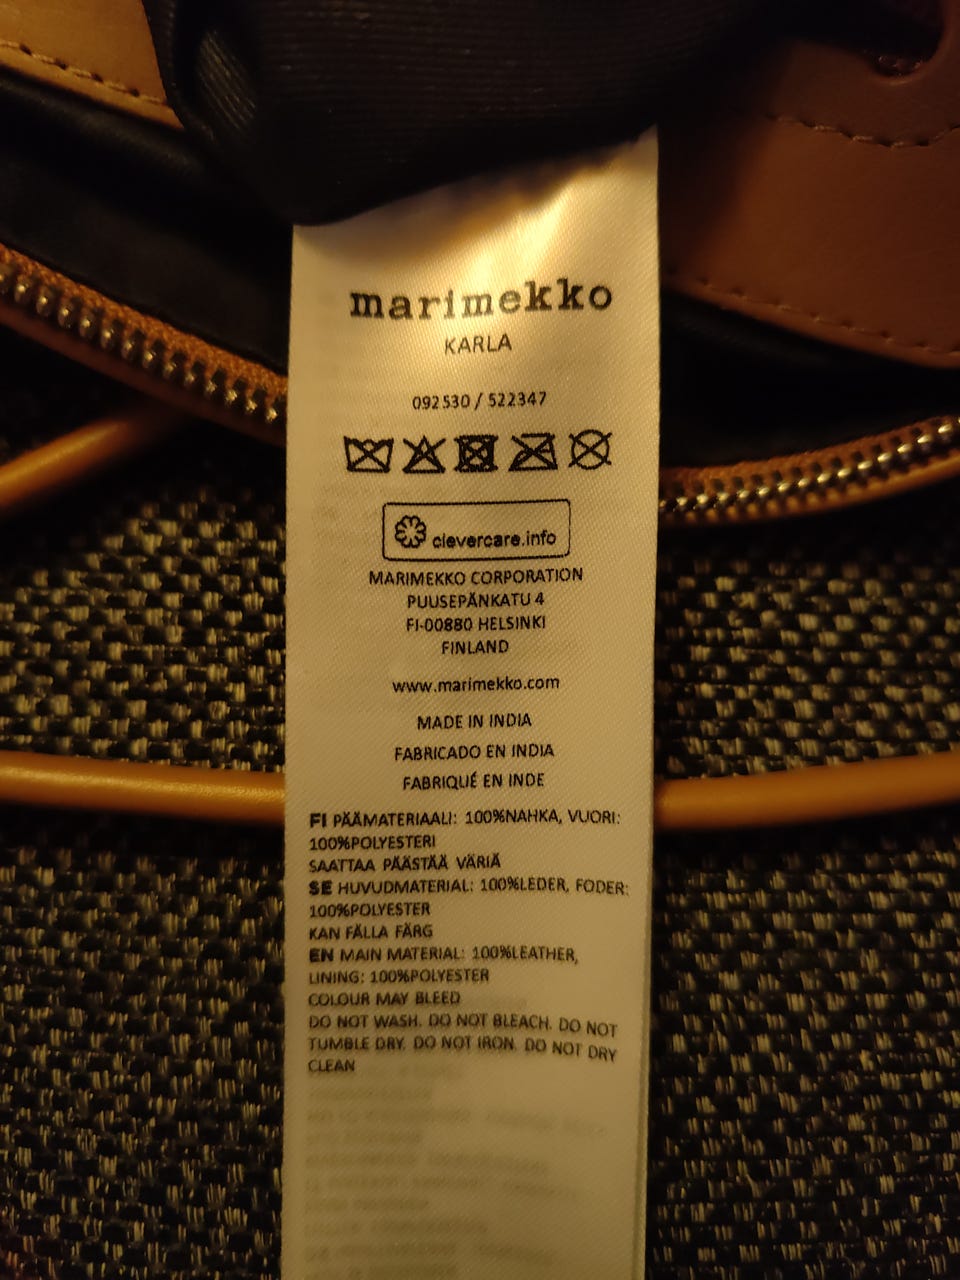 marimekko
KARLA
092530 / 522347
clevercare.info
MARIMEKKO CORPORATION
PUUSEPÄNKATU 4
FI-00880 HELSINKI
FINLAND
www.marimekko.com
MADE IN INDIA
FABRICADO EN INDIA
FABRIQUÉ EN INDE
FI PÄÄMATERIAALI: 100%NAHKA, VUORI:
100%POLYESTERI
SAATTAA PÄÄSTÄÄ VÄRIÄ
SE HUVUDMATERIAL: 100%LEDER, FODER:
100%POLYESTER
KAN FÄLLA FÄRG
EN MAIN MATERIAL: 100%LEATHER,
LINING: 100%POLYESTER
COLOUR MAY BLEED
DO NOT WASH. DO NOT BLEACH. DO NOT
TUMBLE DRY. DO NOT IRON. DO NOT DRY
CLEAN